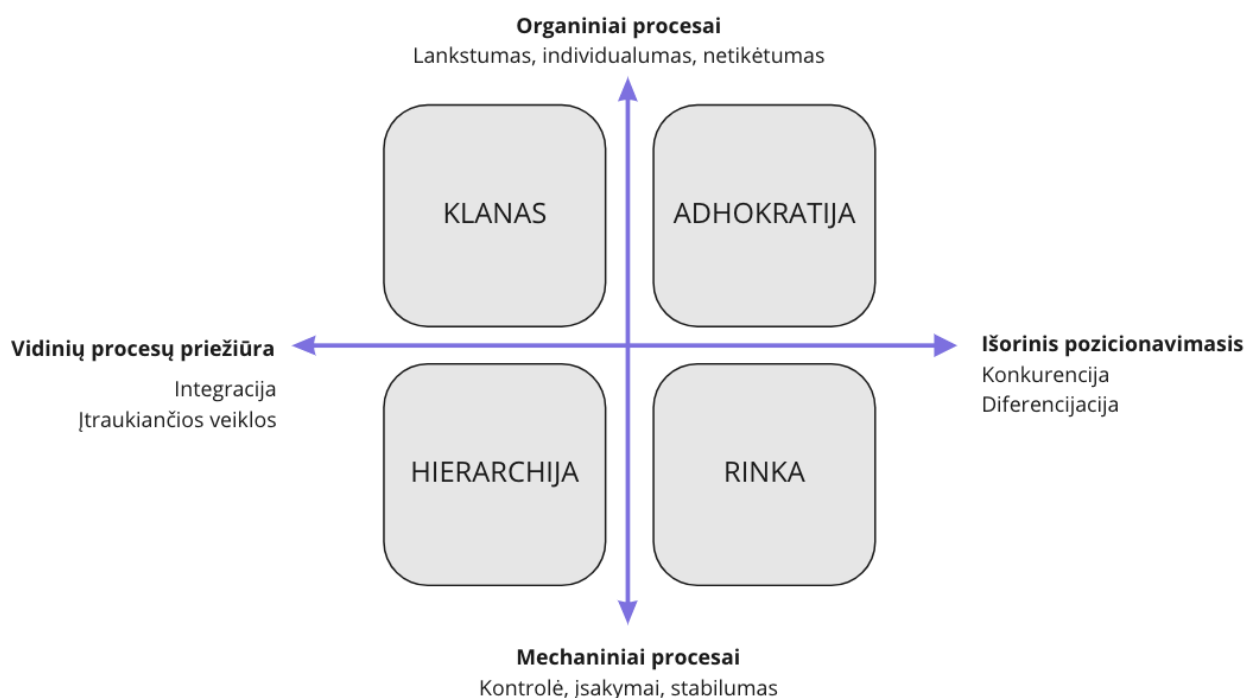 Organiniai procesai
Lankstumas, individualumas, netikėtumas
KLANAS
ADHOKRATIJA
Vidinių procesų priežiūra
Integracija
Įtraukiančios veiklos
Išorinis pozicionavimasis
Konkurencija
Diferencijacija
HIERARCHIJA
RINKA
Mechaniniai procesai
Kontrolė, įsakymai, stabilumas